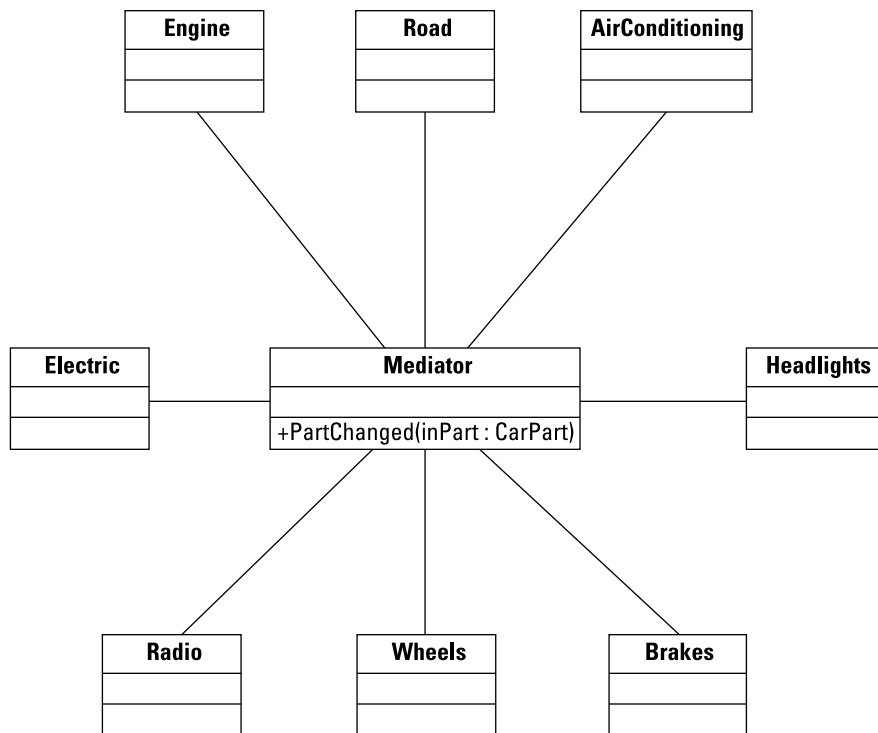 Engine
Road
AirConditioning
Electric
Mediator
+PartChanged(inPart : CarPart)
Headlights
Radio
Wheels
Brakes